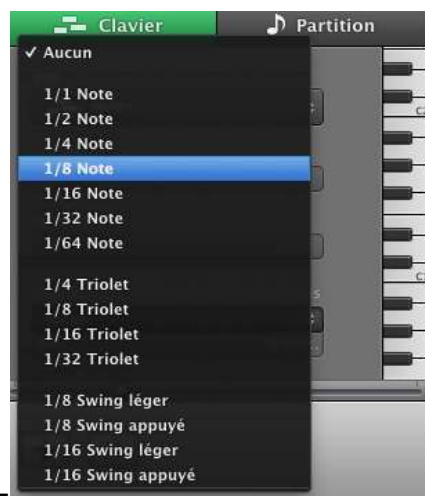 Clavier Partition
✓ Aucun
1/1 Note
1/2 Note
1/4 Note
1/8 Note
1/16 Note
1/32 Note
1/64 Note
1/4 Triolet
1/8 Triolet
1/16 Triolet
1/32 Triolet
1/8 Swing léger
1/8 Swing appuyé
1/16 Swing léger
1/16 Swing appuyé